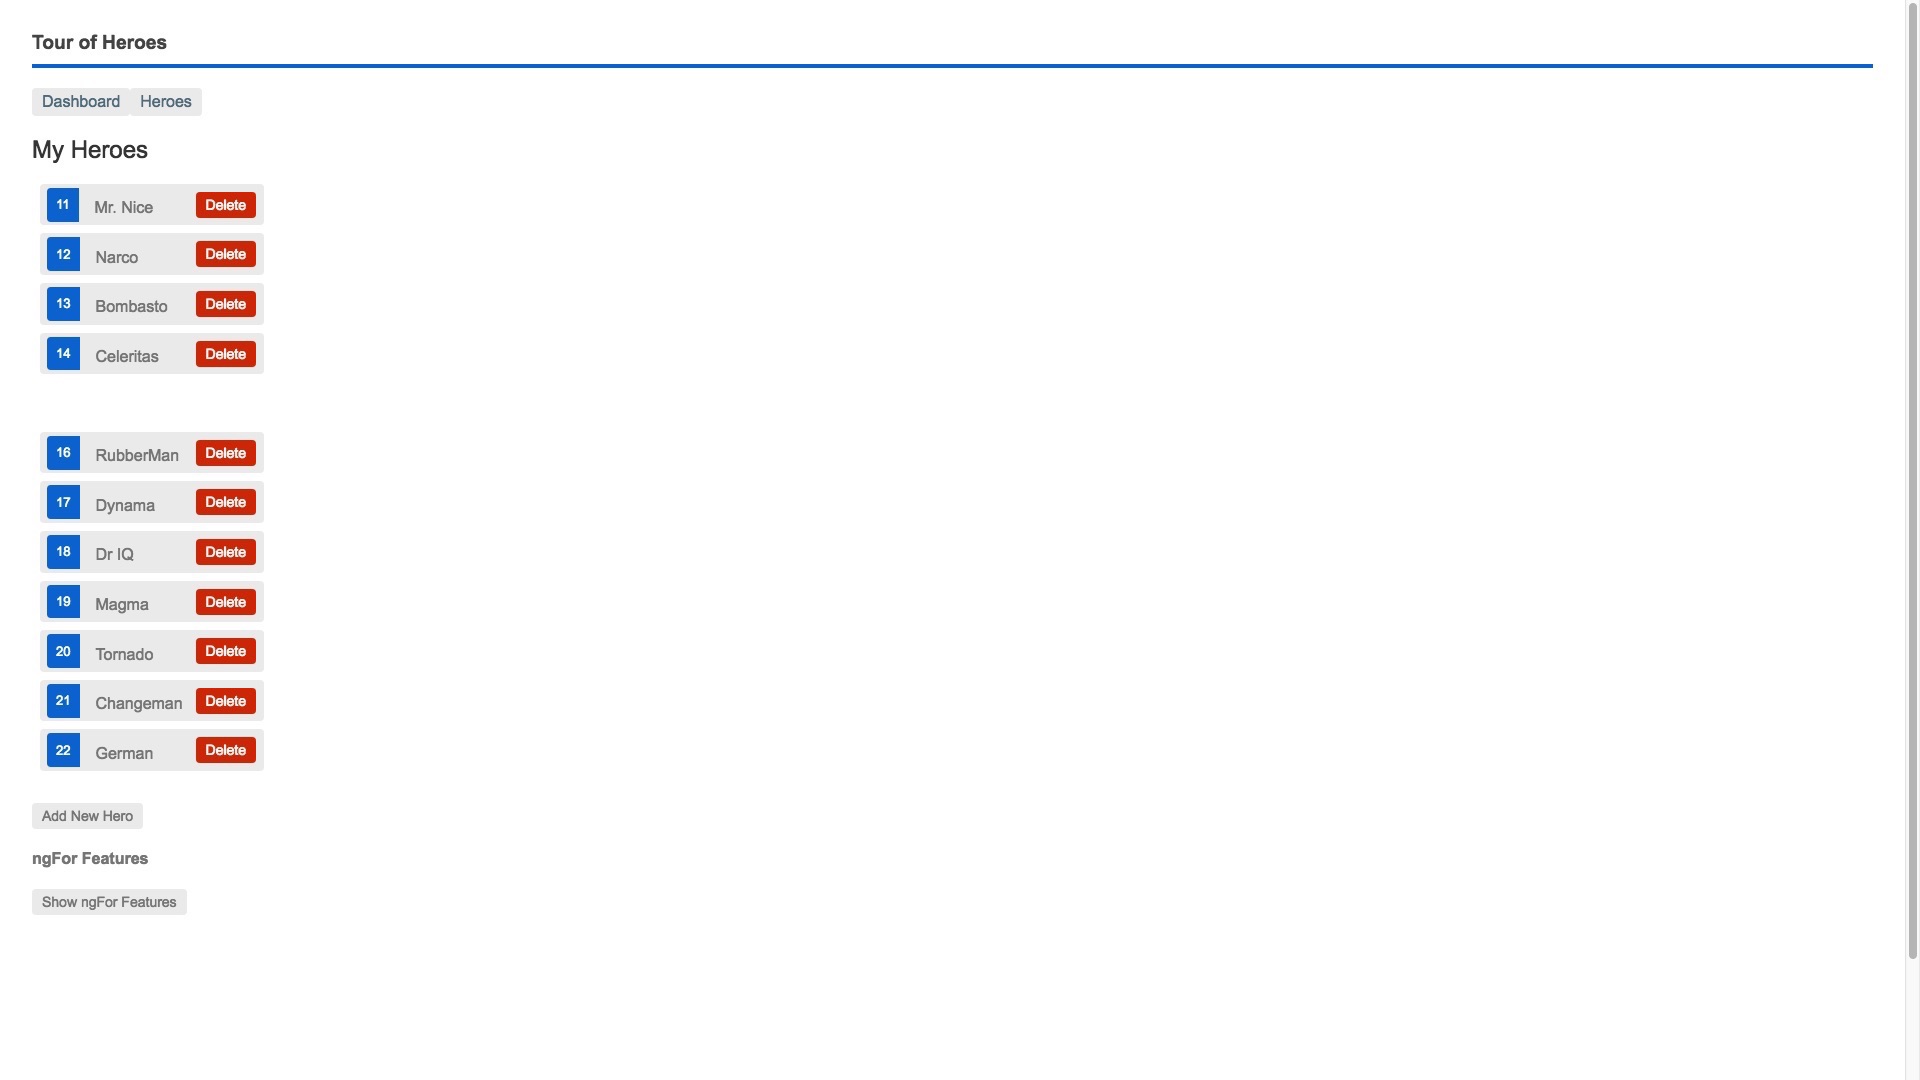 Tour of Heroes
Dashboard Heroes
My Heroes
11 Mr. Nice Delete
12 Narco Delete
13 Bombasto Delete
14 Celeritas Delete
16 RubberMan Delete
17 Dynama Delete
18 Dr IQ Delete
19 Magma Delete
20 Tornado Delete
21 Changeman Delete
22 German Delete
Add New Hero
ngFor Features
Show ngFor Features